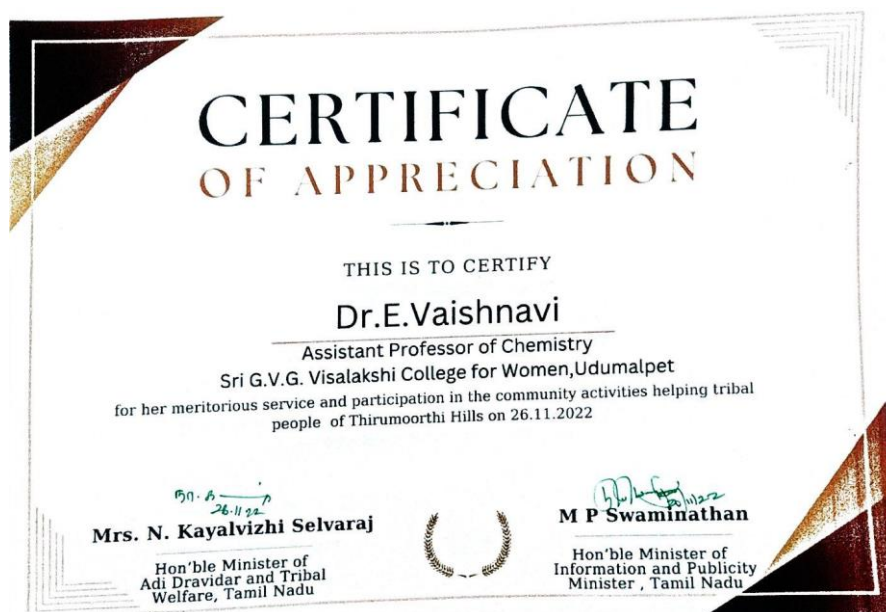 CERTIFICATE
OF APPRECIATION
THIS IS TO CERTIFY
Dr.E.Vaishnavi
Assistant Professor of Chemistry
Sri G.V.G. Visalakshi College for Women,Udumalpet
for her meritorious service and participation in the community activities helping tribal
people of Thirumoorthi Hills on 26.11.2022
26.11.22
Mrs. N. Kayalvizhi Selvaraj
Hon'ble Minister of
Adi Dravidar and Tribal
Welfare, Tamil Nadu
M P Swaminathan
Hon'ble Minister of
Information and Publicity
Minister , Tamil Nadu